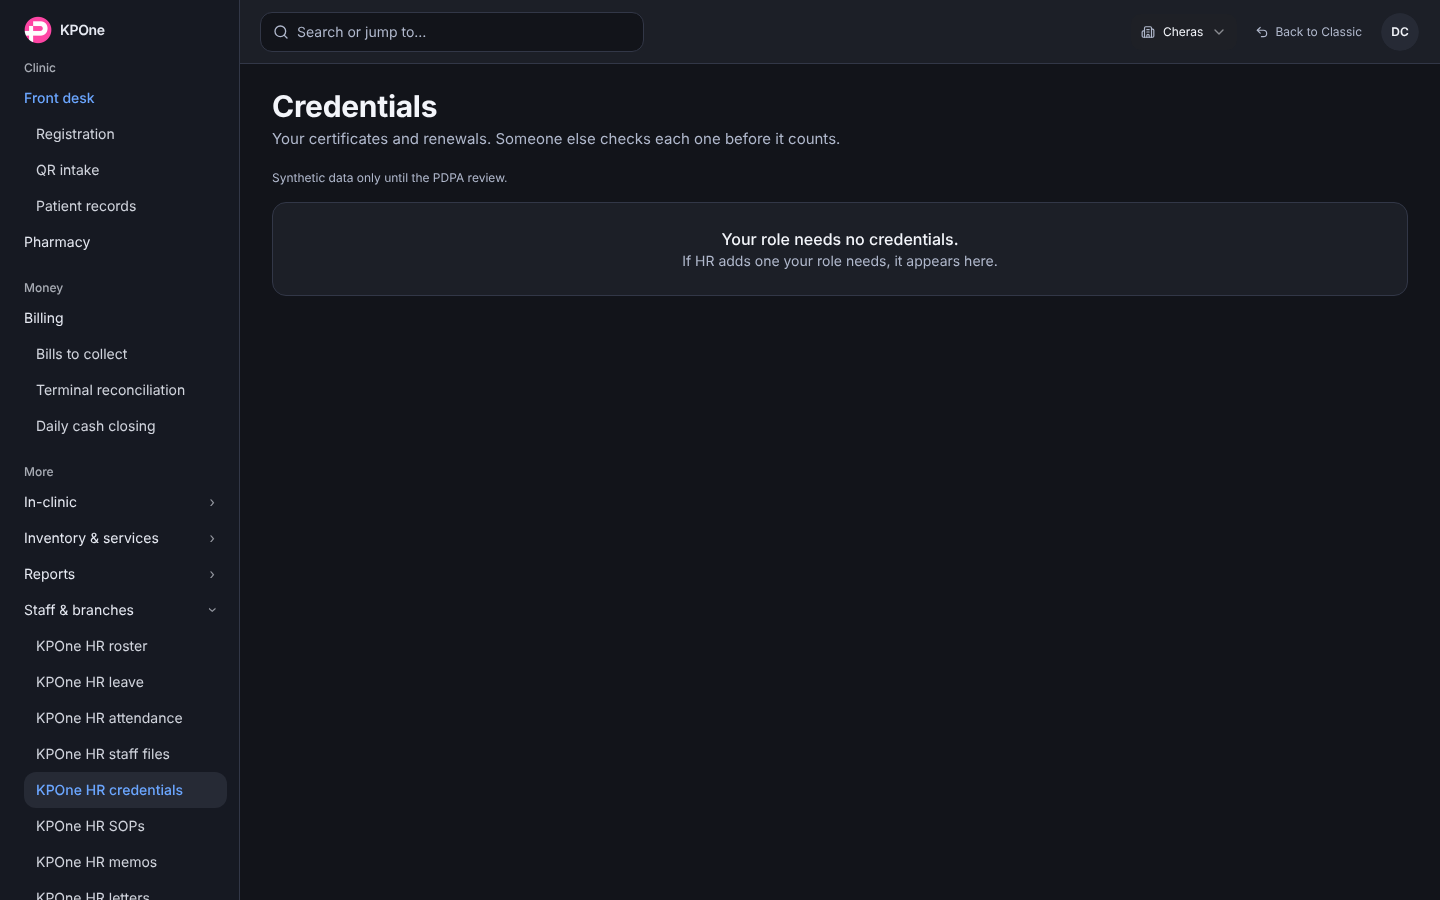 KPOne
Search or jump to...
Cheras
Back to Classic
DC
Clinic
Front desk
Registration
QR intake
Patient records
Pharmacy
Money
Billing
Bills to collect
Terminal reconciliation
Daily cash closing
More
In-clinic
Inventory & services
Reports
Staff & branches
KPOne HR roster
KPOne HR leave
KPOne HR attendance
KPOne HR staff files
KPOne HR credentials
KPOne HR SOPs
KPOne HR memos
KPOne HR letters
Credentials
Your certificates and renewals. Someone else checks each one before it counts.
Synthetic data only until the PDPA review.
Your role needs no credentials.
If HR adds one your role needs, it appears here.